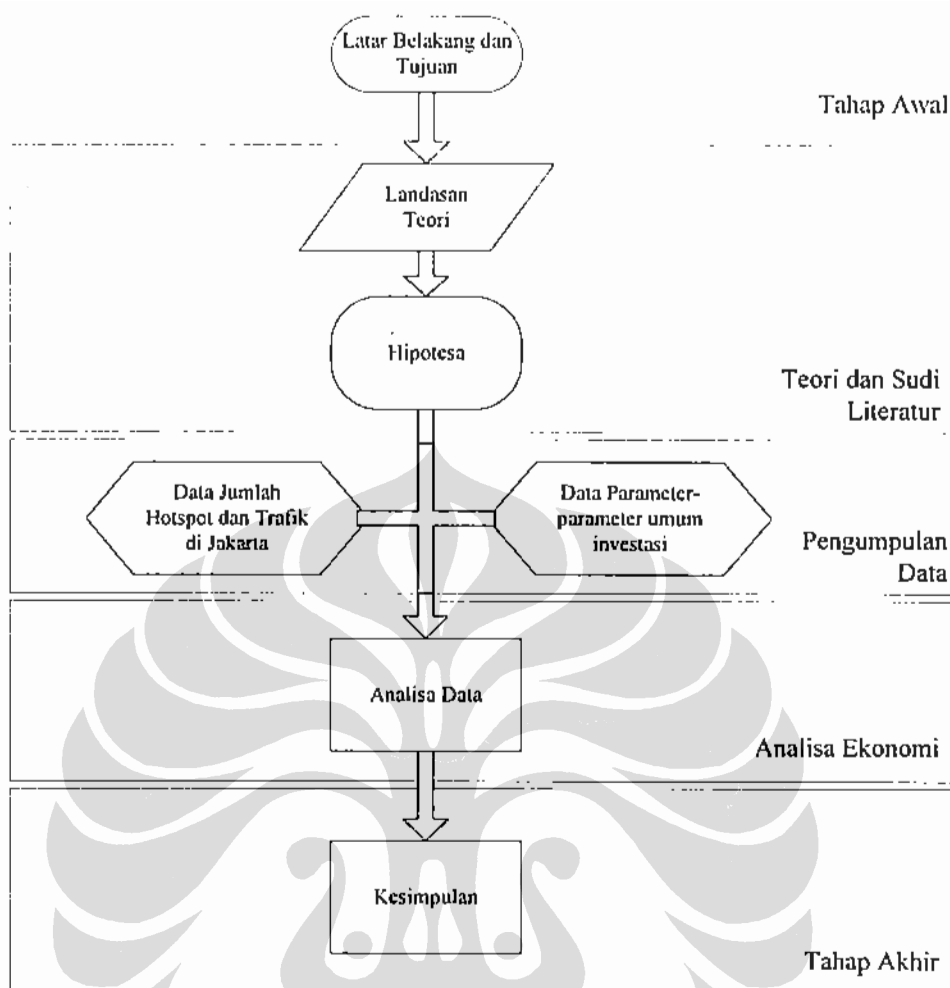 Latar Belakang dan
Tujuan
Tahap Awal
Landasan
Teori
Hipotesa
Teori dan Sudi
Literatur
Data Jumlah
Hotspot dan Trafik
di Jakarta
Data Parameter-
parameter umum
investasi
Pengumpulan
Data
Analisa Data
Analisa Ekonomi
Kesimpulan
Tahap Akhir